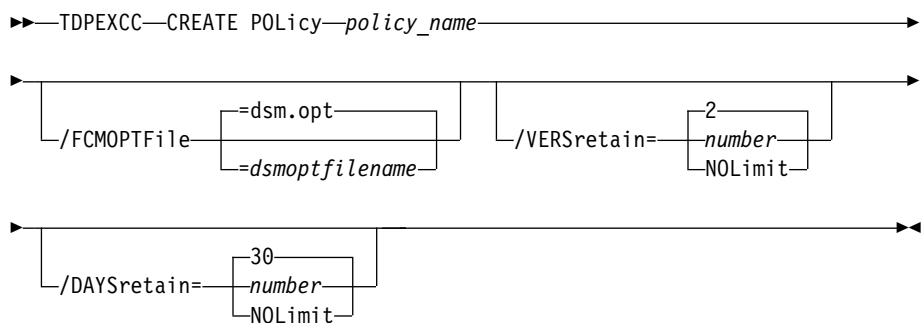 TDPEXCC CREATE POLicy policy_name
=dsm.opt
/FCMOPTFile
=dsmoptfilename
2
/VERSretain= number
NOLimit
30
/DAYSretain= number
NOLimit